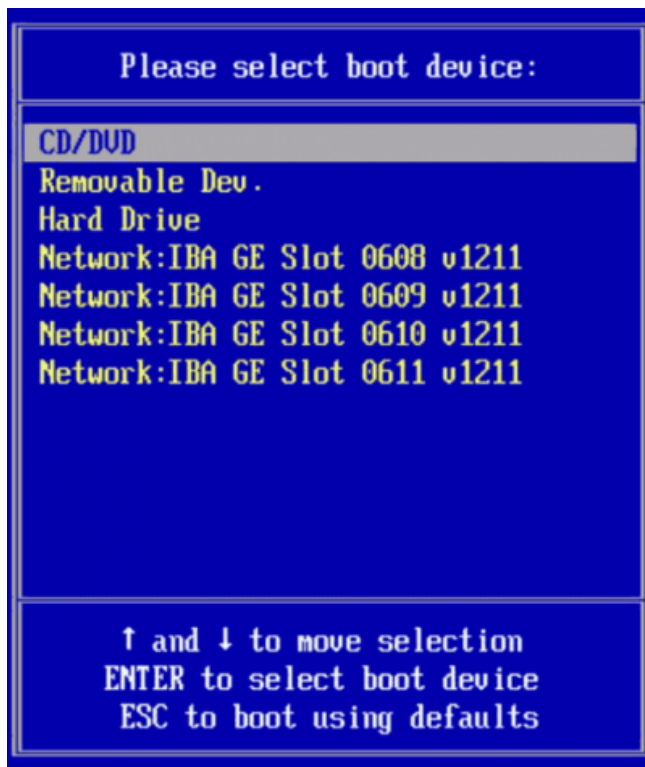 Please select boot device:
CD/DVD
Removable Dev.
Hard Drive
Network:IBA GE Slot 0608 v1211
Network:IBA GE Slot 0609 v1211
Network:IBA GE Slot 0610 v1211
Network:IBA GE Slot 0611 v1211
↑ and ↓ to move selection
ENTER to select boot device
ESC to boot using defaults